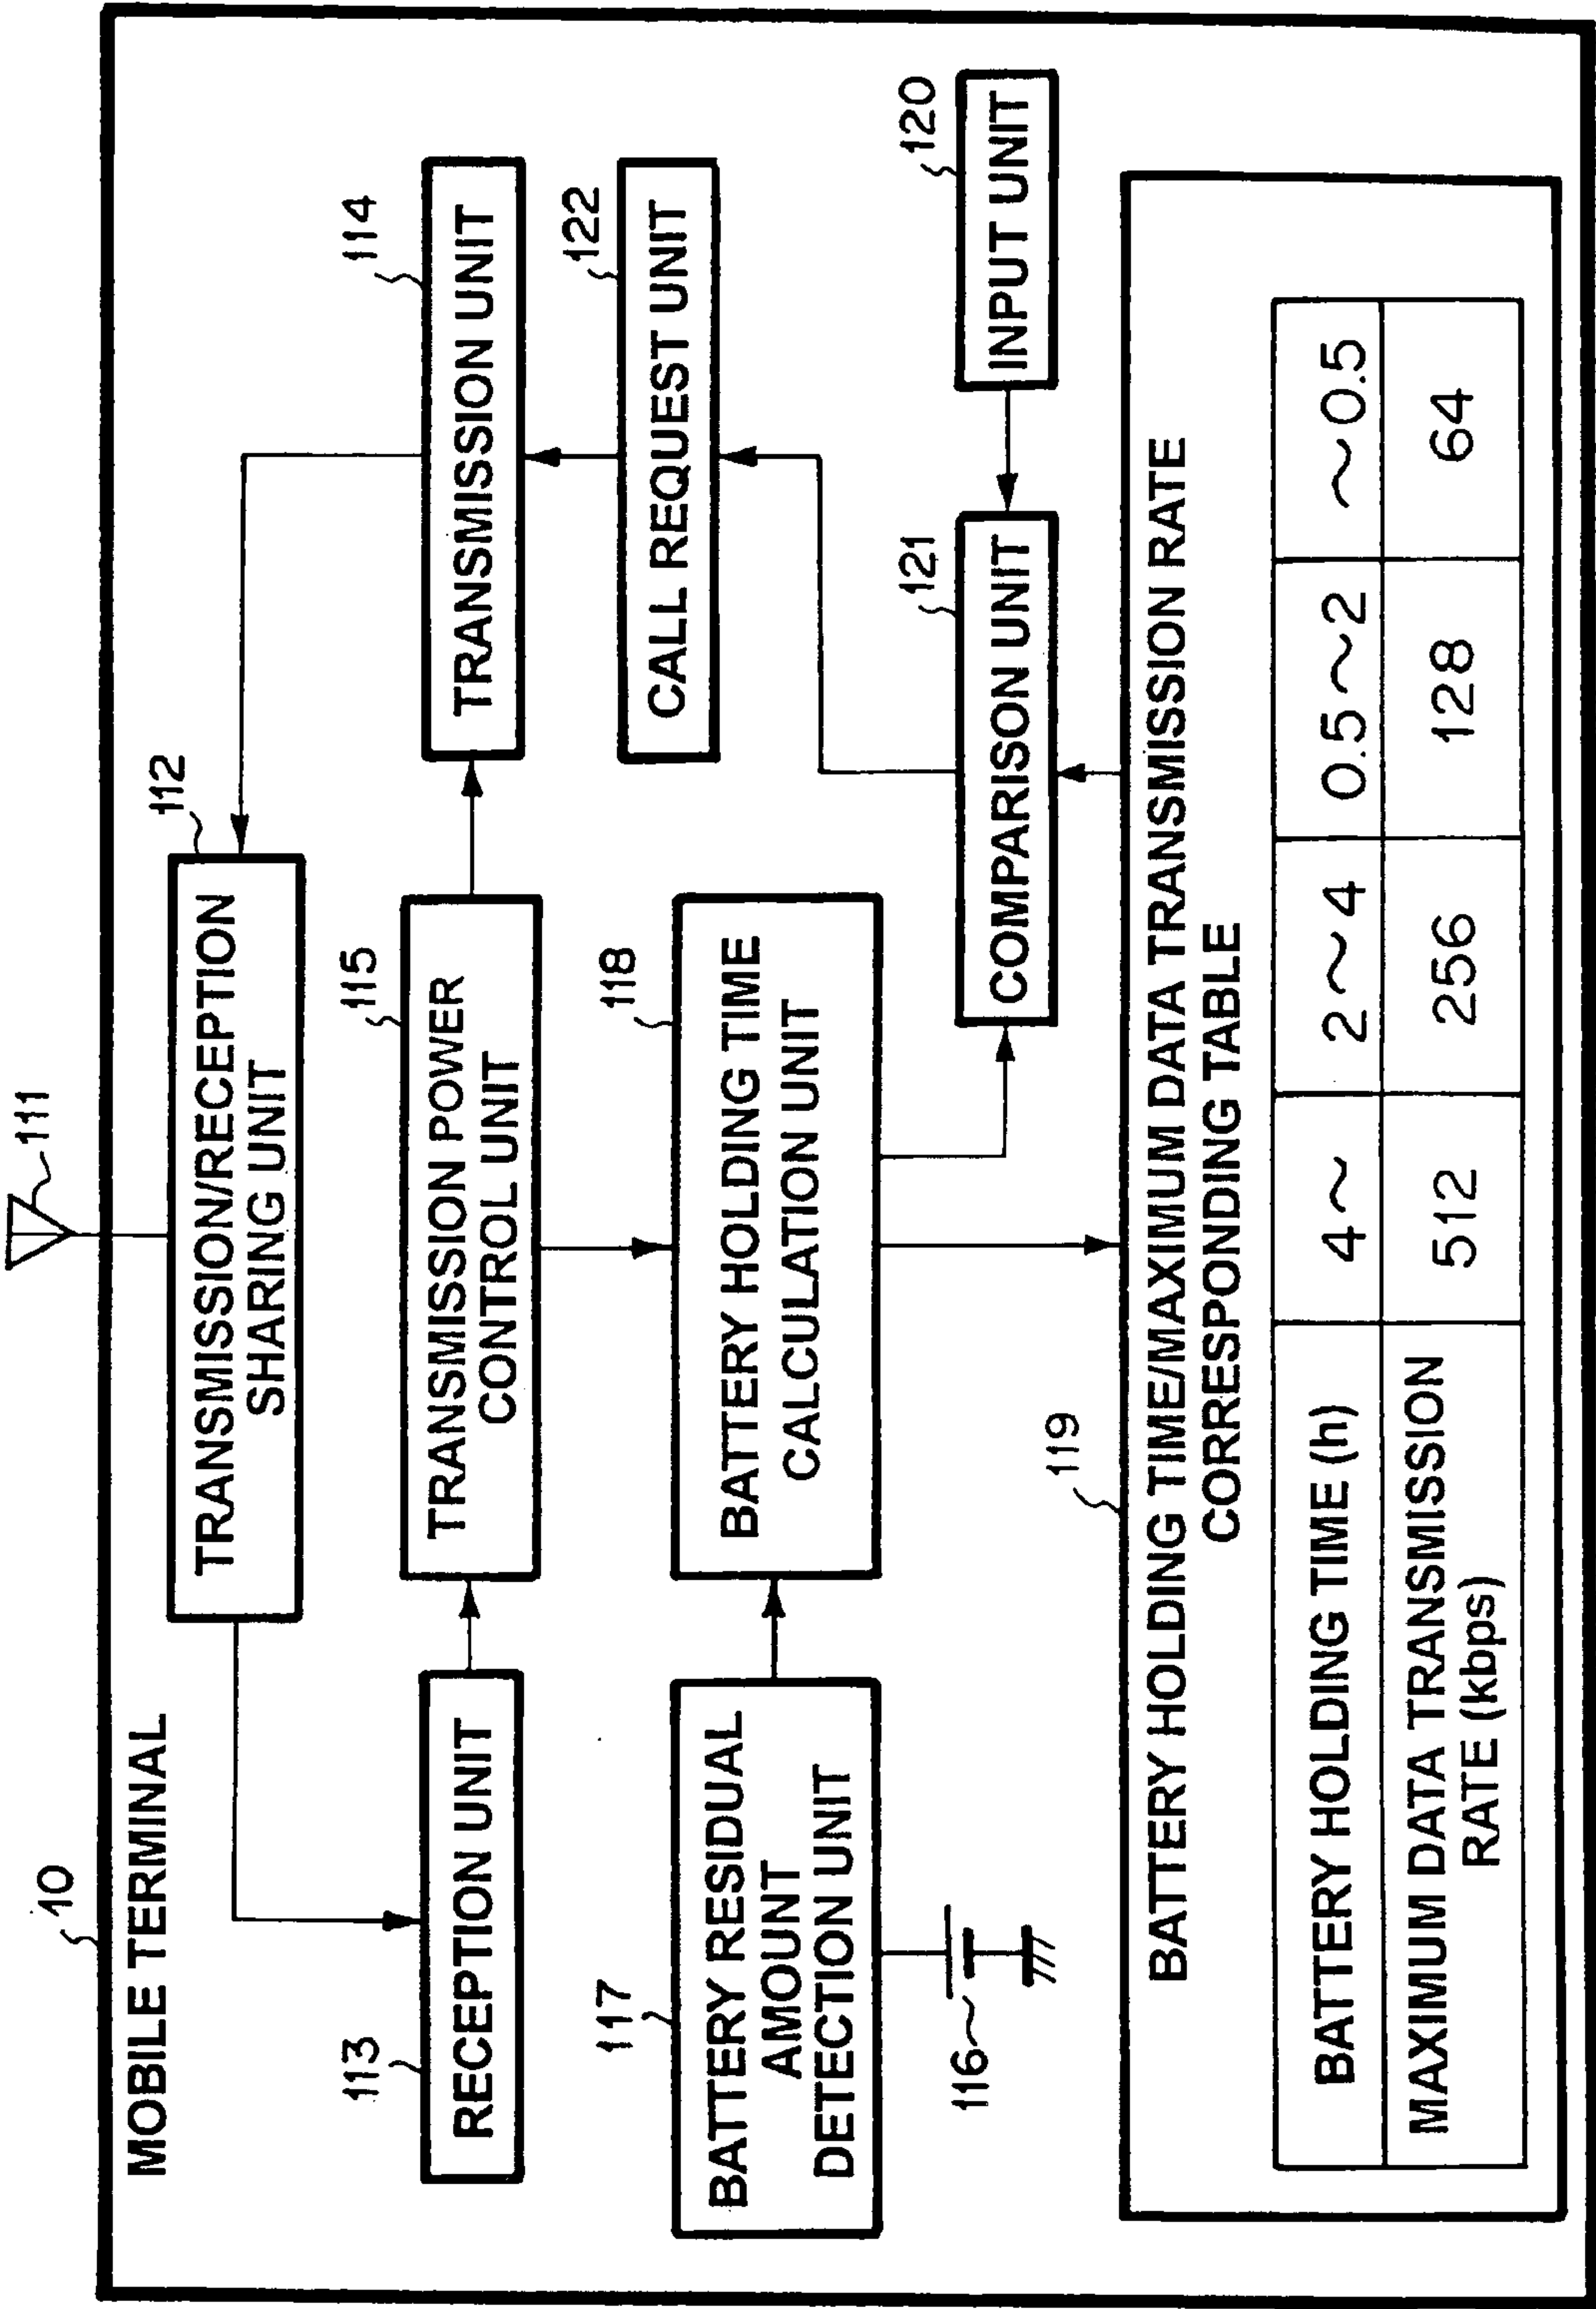 10
MOBILE TERMINAL
111
112
TRANSMISSION/RECEPTION
SHARING UNIT
113
RECEPTION UNIT
115
TRANSMISSION POWER
CONTROL UNIT
114
TRANSMISSION UNIT
117
BATTERY RESIDUAL
AMOUNT
DETECTION UNIT
118
BATTERY HOLDING TIME
CALCULATION UNIT
122
CALL REQUEST UNIT
116
121
COMPARISON UNIT
120
INPUT UNIT
119
BATTERY HOLDING TIME/MAXIMUM DATA TRANSMISSION RATE
CORRESPONDING TABLE
BATTERY HOLDING TIME (h) 4~ 2~4 0.5~2 ~0.5
MAXIMUM DATA TRANSMISSION
RATE (kbps) 512 256 128 64